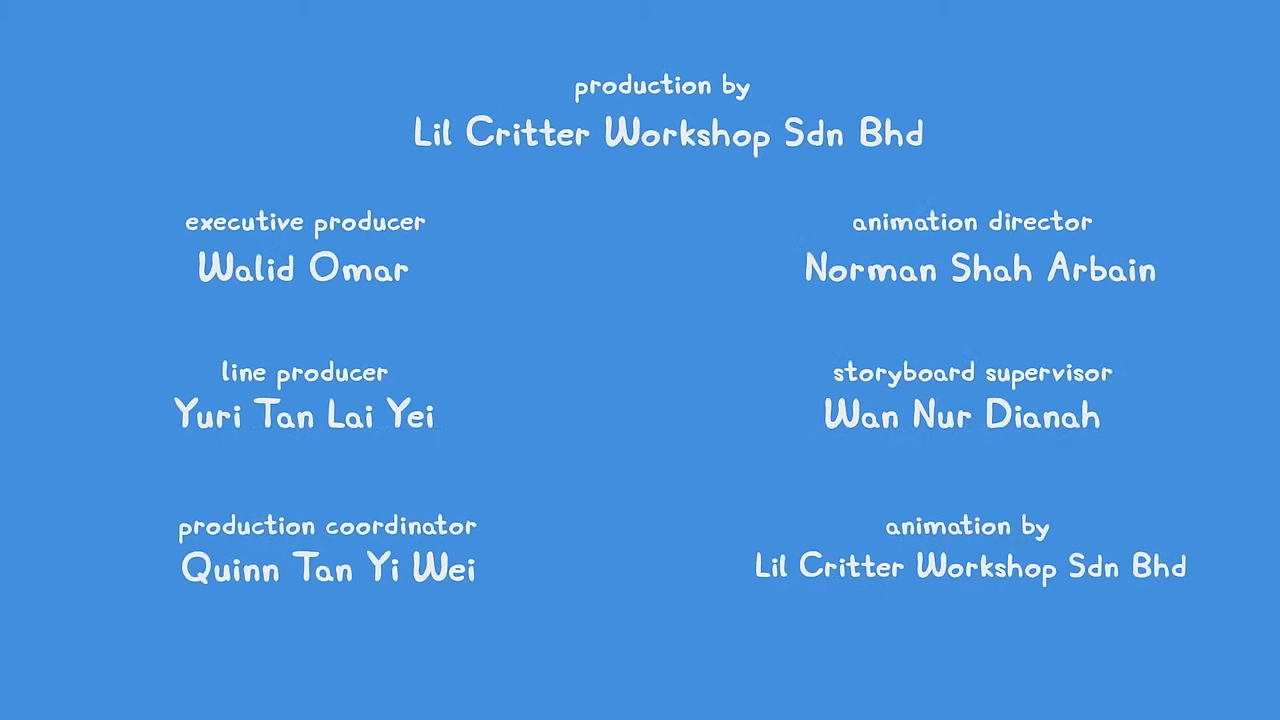 production by
Lil Critter Workshop Sdn Bhd
executive producer
Walid Omar
animation director
Norman Shah Arbain
line producer
Yuri Tan Lai Yei
storyboard supervisor
Wan Nur Dianah
production coordinator
Quinn Tan Yi Wei
animation by
Lil Critter Workshop Sdn Bhd